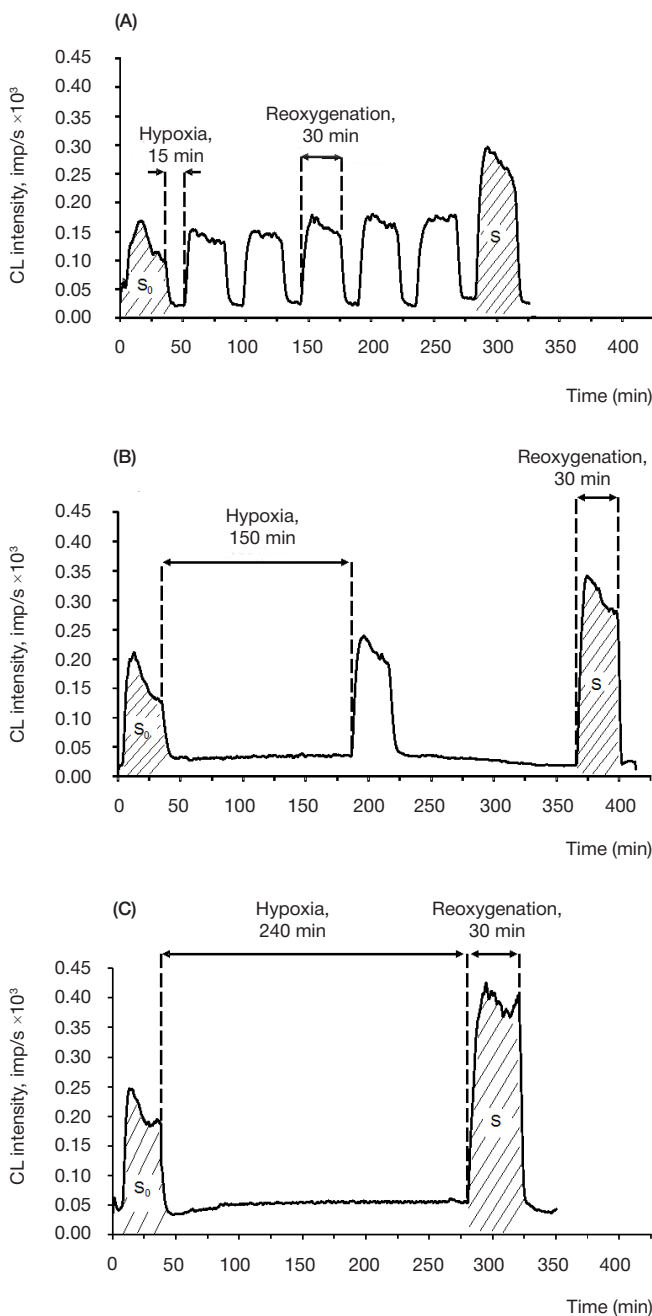 (A)
CL intensity, imp/s ×10³
0.45
0.40
0.35
0.30
0.25
0.20
0.15
0.10
0.05
0.00
Hypoxia,
15 min
Reoxygenation,
30 min
S₀
S
0 50 100 150 200 250 300 350 400
Time (min)
(B)
CL intensity, imp/s ×10³
0.45
0.40
0.35
0.30
0.25
0.20
0.15
0.10
0.05
0.00
Hypoxia,
150 min
Reoxygenation,
30 min
S₀
S
0 50 100 150 200 250 300 350 400
Time (min)
(C)
CL intensity, imp/s ×10³
0.45
0.40
0.35
0.30
0.25
0.20
0.15
0.10
0.05
0.00
Hypoxia,
240 min
Reoxygenation,
30 min
S₀
S
0 50 100 150 200 250 300 350 400
Time (min)